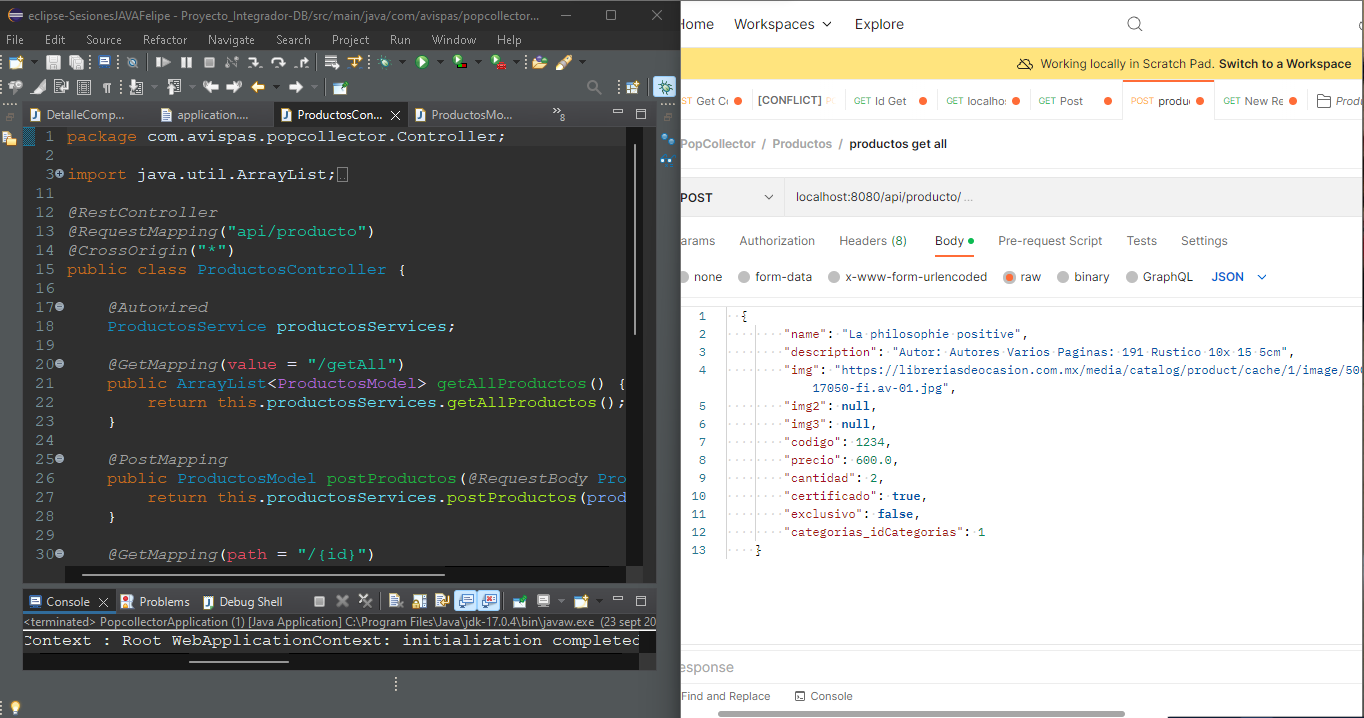 eclipse-SesionesJAVAFelipe - Proyecto_Integrador-DB/src/main/java/com/avispas/popcollector...
File Edit Source Refactor Navigate Search Project Run Window Help
DetalleComp... application.... ProductosCon... ProductosMo... »8
1 package com.avispas.popcollector.Controller;
2
3 import java.util.ArrayList;
11
12 @RestController
13 @RequestMapping("api/producto")
14 @CrossOrigin("*")
15 public class ProductosController {
16
17 @Autowired
18 ProductosService productosServices;
19
20 @GetMapping(value = "/getAll")
21 public ArrayList<ProductosModel> getAllProductos() {
22 return this.productosServices.getAllProductos();
23 }
24
25 @PostMapping
26 public ProductosModel postProductos(@RequestBody Pro
27 return this.productosServices.postProductos(prod
28 }
29
30 @GetMapping(path = "/{id}")
Console Problems Debug Shell
<terminated> PopcollectorApplication (1) [Java Application] C:\Program Files\Java\jdk-17.0.4\bin\javaw.exe (23 sept 20
Context : Root WebApplicationContext: initialization completed
Home Workspaces Explore
Working locally in Scratch Pad. Switch to a Workspace
ST Get C [CONFLICT] GET Id Get GET localhos GET Post POST produc GET New Re Produ
PopCollector / Productos / productos get all
POST localhost:8080/api/producto/ ...
arams Authorization Headers (8) Body Pre-request Script Tests Settings
none form-data x-www-form-urlencoded raw binary GraphQL JSON
1 {
2 "name": "La philosophie positive",
3 "description": "Autor: Autores Varios Paginas: 191 Rustico 10x 15 5cm",
4 "img": "https://libreriasdeocasion.com.mx/media/catalog/product/cache/1/image/500
17050-fi.av-01.jpg",
5 "img2": null,
6 "img3": null,
7 "codigo": 1234,
8 "precio": 600.0,
9 "cantidad": 2,
10 "certificado": true,
11 "exclusivo": false,
12 "categorias_idCategorias": 1
13 }
esponse
Find and Replace Console